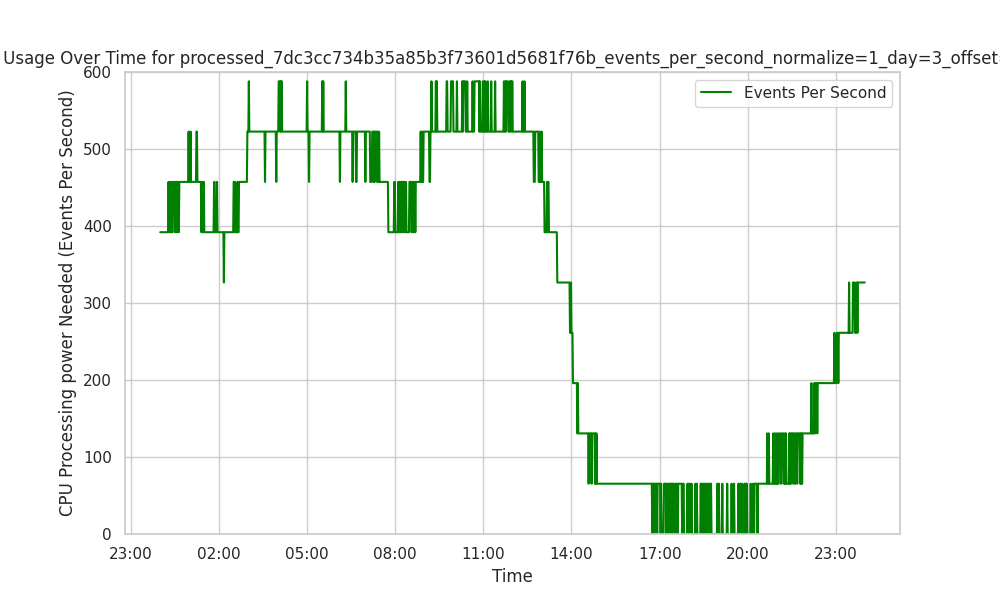 Usage Over Time for processed_7dc3cc734b35a85b3f73601d5681f76b_events_per_second_normalize=1_day=3_offset=
Events Per Second
CPU Processing power Needed (Events Per Second)
600
500
400
300
200
100
0
23:00 02:00 05:00 08:00 11:00 14:00 17:00 20:00 23:00
Time